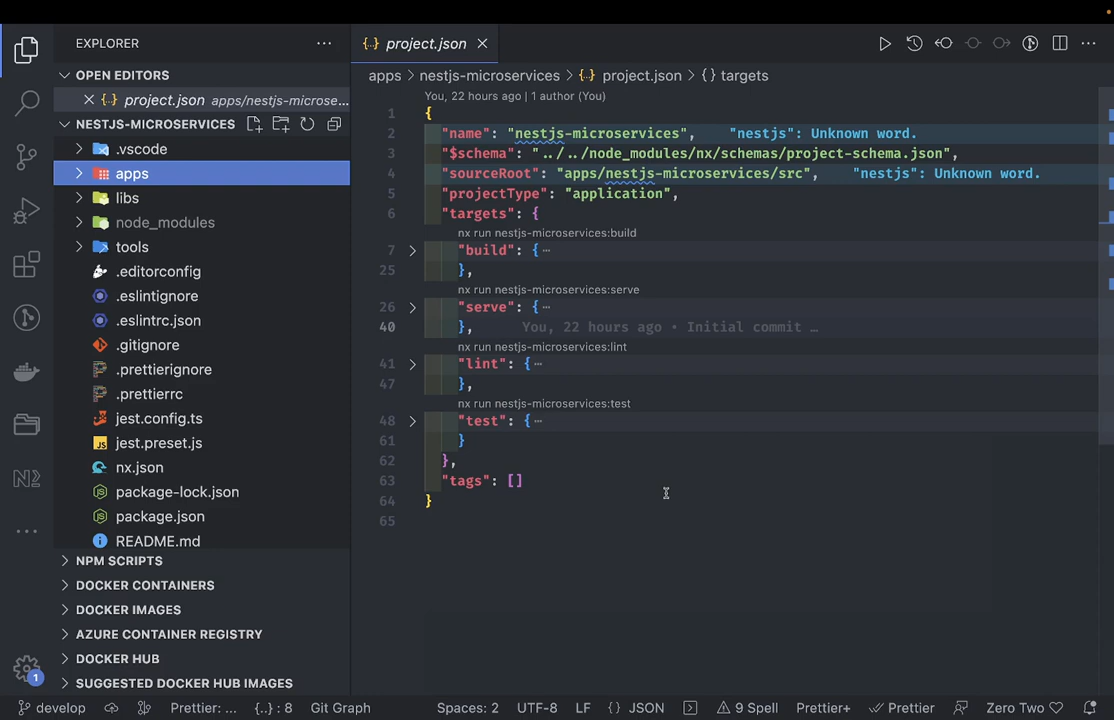 EXPLORER
OPEN EDITORS
project.json apps/nestjs-microse...
NESTJS-MICROSERVICES
.vscode
apps
libs
node_modules
tools
.editorconfig
.eslintignore
.eslintrc.json
.gitignore
.prettierignore
.prettierrc
jest.config.ts
jest.preset.js
nx.json
package-lock.json
package.json
README.md
NPM SCRIPTS
DOCKER CONTAINERS
DOCKER IMAGES
AZURE CONTAINER REGISTRY
DOCKER HUB
SUGGESTED DOCKER HUB IMAGES
{..} project.json
apps > nestjs-microservices > {..} project.json > {} targets
You, 22 hours ago | 1 author (You)
1 {
2 "name": "nestjs-microservices", "nestjs": Unknown word.
3 "$schema": "../../node_modules/nx/schemas/project-schema.json",
4 "sourceRoot": "apps/nestjs-microservices/src", "nestjs": Unknown word.
5 "projectType": "application",
6 "targets": {
nx run nestjs-microservices:build
7 "build": {⋯
25 },
nx run nestjs-microservices:serve
26 "serve": {⋯
40 }, You, 22 hours ago • Initial commit …
nx run nestjs-microservices:lint
41 "lint": {⋯
47 },
nx run nestjs-microservices:test
48 "test": {⋯
61 }
62 },
63 "tags": []
64 }
65
1
develop Prettier: ... {..} : 8 Git Graph Spaces: 2 UTF-8 LF {} JSON 9 Spell Prettier+ Prettier Zero Two